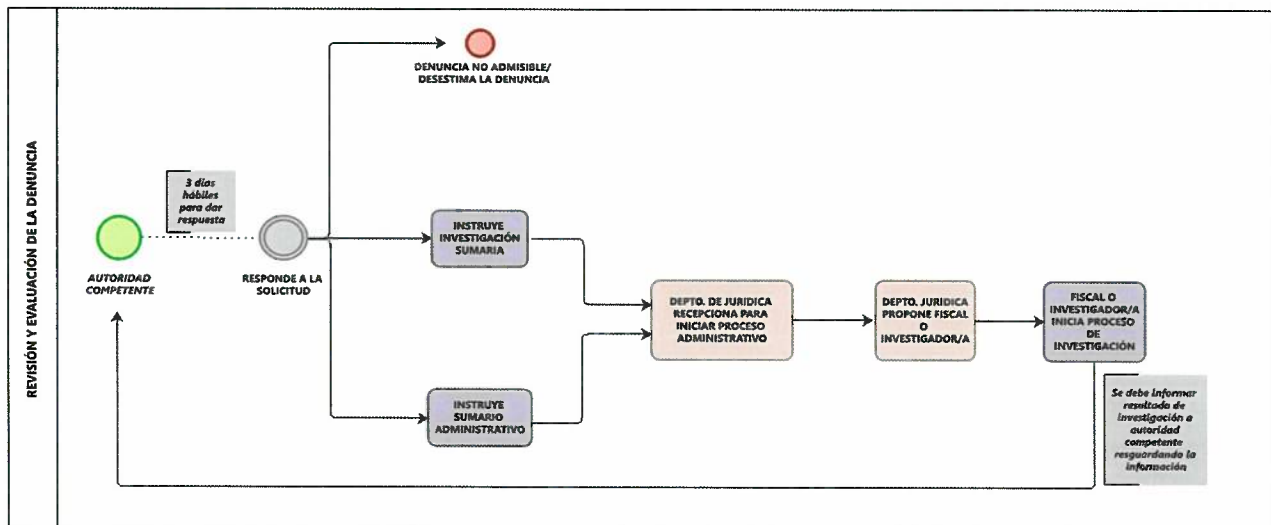 REVISIÓN Y EVALUACIÓN DE LA DENUNCIA
DENUNCIA NO ADMISIBLE/
DESESTIMA LA DENUNCIA
3 días
hábiles
para dar
respuesta
AUTORIDAD
COMPETENTE
RESPONDE A LA
SOLICITUD
INSTRUYE
INVESTIGACIÓN
SUMARIA
INSTRUYE
SUMARIO
ADMINISTRATIVO
DEPTO. DE JURIDICA
RECEPCIONA PARA
INICIAR PROCESO
ADMINISTRATIVO
DEPTO. JURIDICA
PROPONE FISCAL
O
INVESTIGADOR/A
FISCAL O
INVESTIGADOR/A
INICIA PROCESO
DE
INVESTIGACIÓN
Se debe informar
resultado de
investigación a
autoridad
competente
resguardando la
información